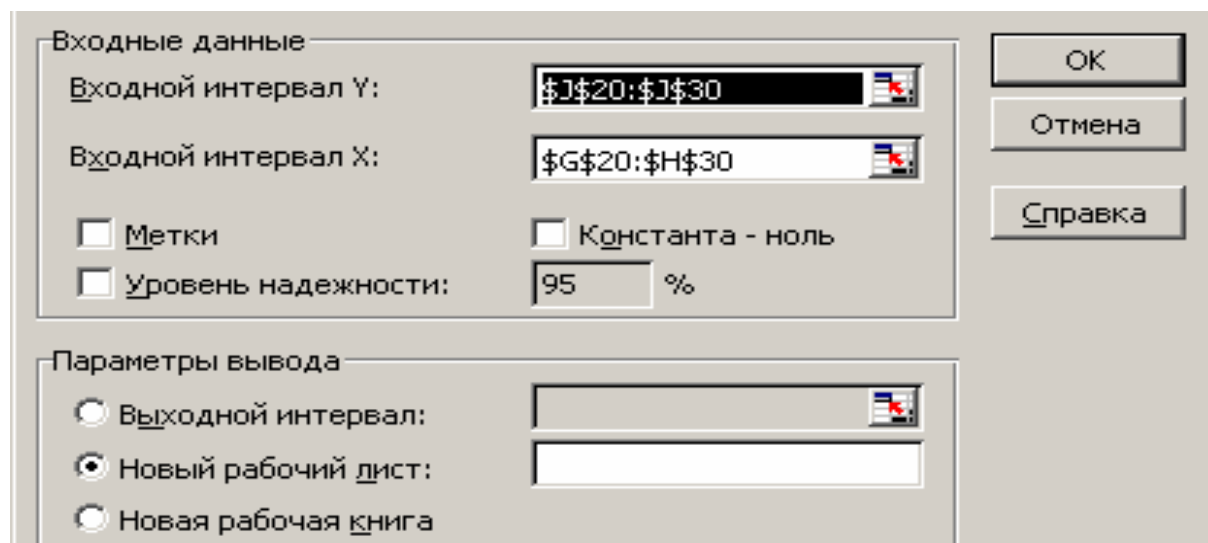 Входные данные
Входной интервал Y: $J$20:$J$30
Входной интервал X: $G$20:$H$30
Метки Константа - ноль
Уровень надежности: 95 %
OK
Отмена
Справка
Параметры вывода
Выходной интервал:
Новый рабочий лист:
Новая рабочая книга